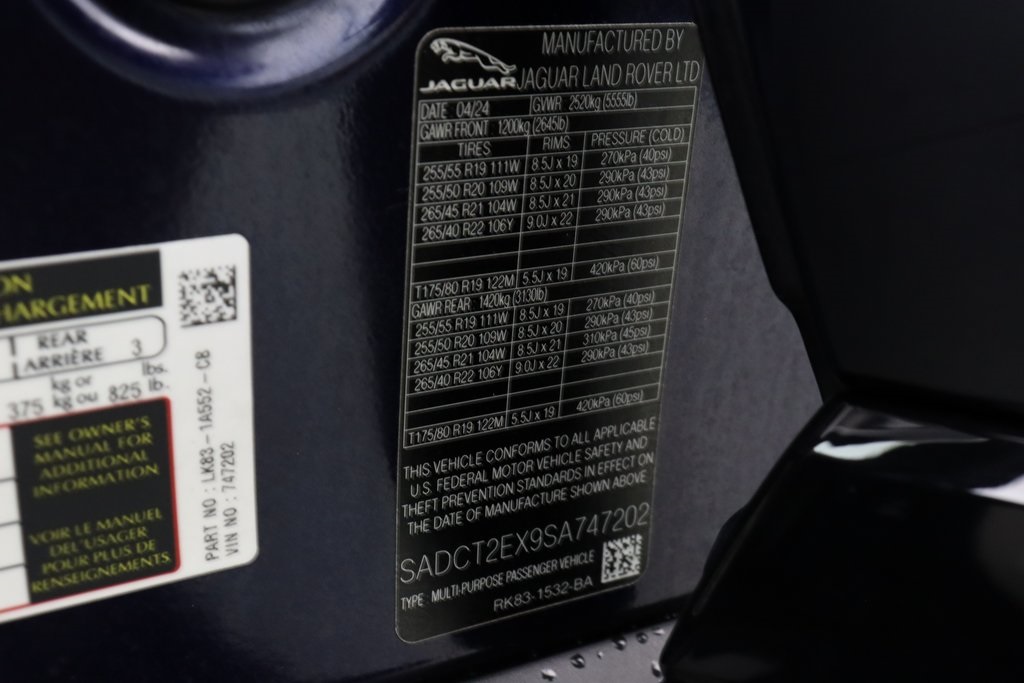 MANUFACTURED BY
JAGUAR JAGUAR LAND ROVER LTD
DATE 04/24 GVWR 2520kg (5555lb)
GAWR FRONT 1200kg (2645lb)
TIRES RIMS PRESSURE (COLD)
255/55 R19 111W 8.5J x 19 270kPa (40psi)
255/50 R20 109W 8.5J x 20 290kPa (43psi)
265/45 R21 104W 8.5J x 21 290kPa (43psi)
265/40 R22 106Y 9.0J x 22 290kPa (43psi)
T175/80 R19 122M 5.5J x 19 420kPa (60psi)
GAWR REAR 1420kg (3130lb)
255/55 R19 111W 8.5J x 19 270kPa (40psi)
255/50 R20 109W 8.5J x 20 290kPa (43psi)
265/45 R21 104W 8.5J x 21 310kPa (45psi)
265/40 R22 106Y 9.0J x 22 290kPa (43psi)
T175/80 R19 122M 5.5J x 19 420kPa (60psi)
THIS VEHICLE CONFORMS TO ALL APPLICABLE
U.S. FEDERAL MOTOR VEHICLE SAFETY AND
THEFT PREVENTION STANDARDS IN EFFECT ON
THE DATE OF MANUFACTURE SHOWN ABOVE
SADCT2EX9SA747202
TYPE MULTI-PURPOSE PASSENGER VEHICLE
RK83-1532-BA
ON
HARGEMENT
REAR
ARRIÈRE 3
375 kg or
kg ou 825 lbs.
lb.
SEE OWNER'S
MANUAL FOR
ADDITIONAL
INFORMATION
VOIR LE MANUEL
DEL'USAGER
POUR PLUS DE
RENSEIGNEMENTS
PART NO : LK83-1A552-CB
VIN NO : 747202